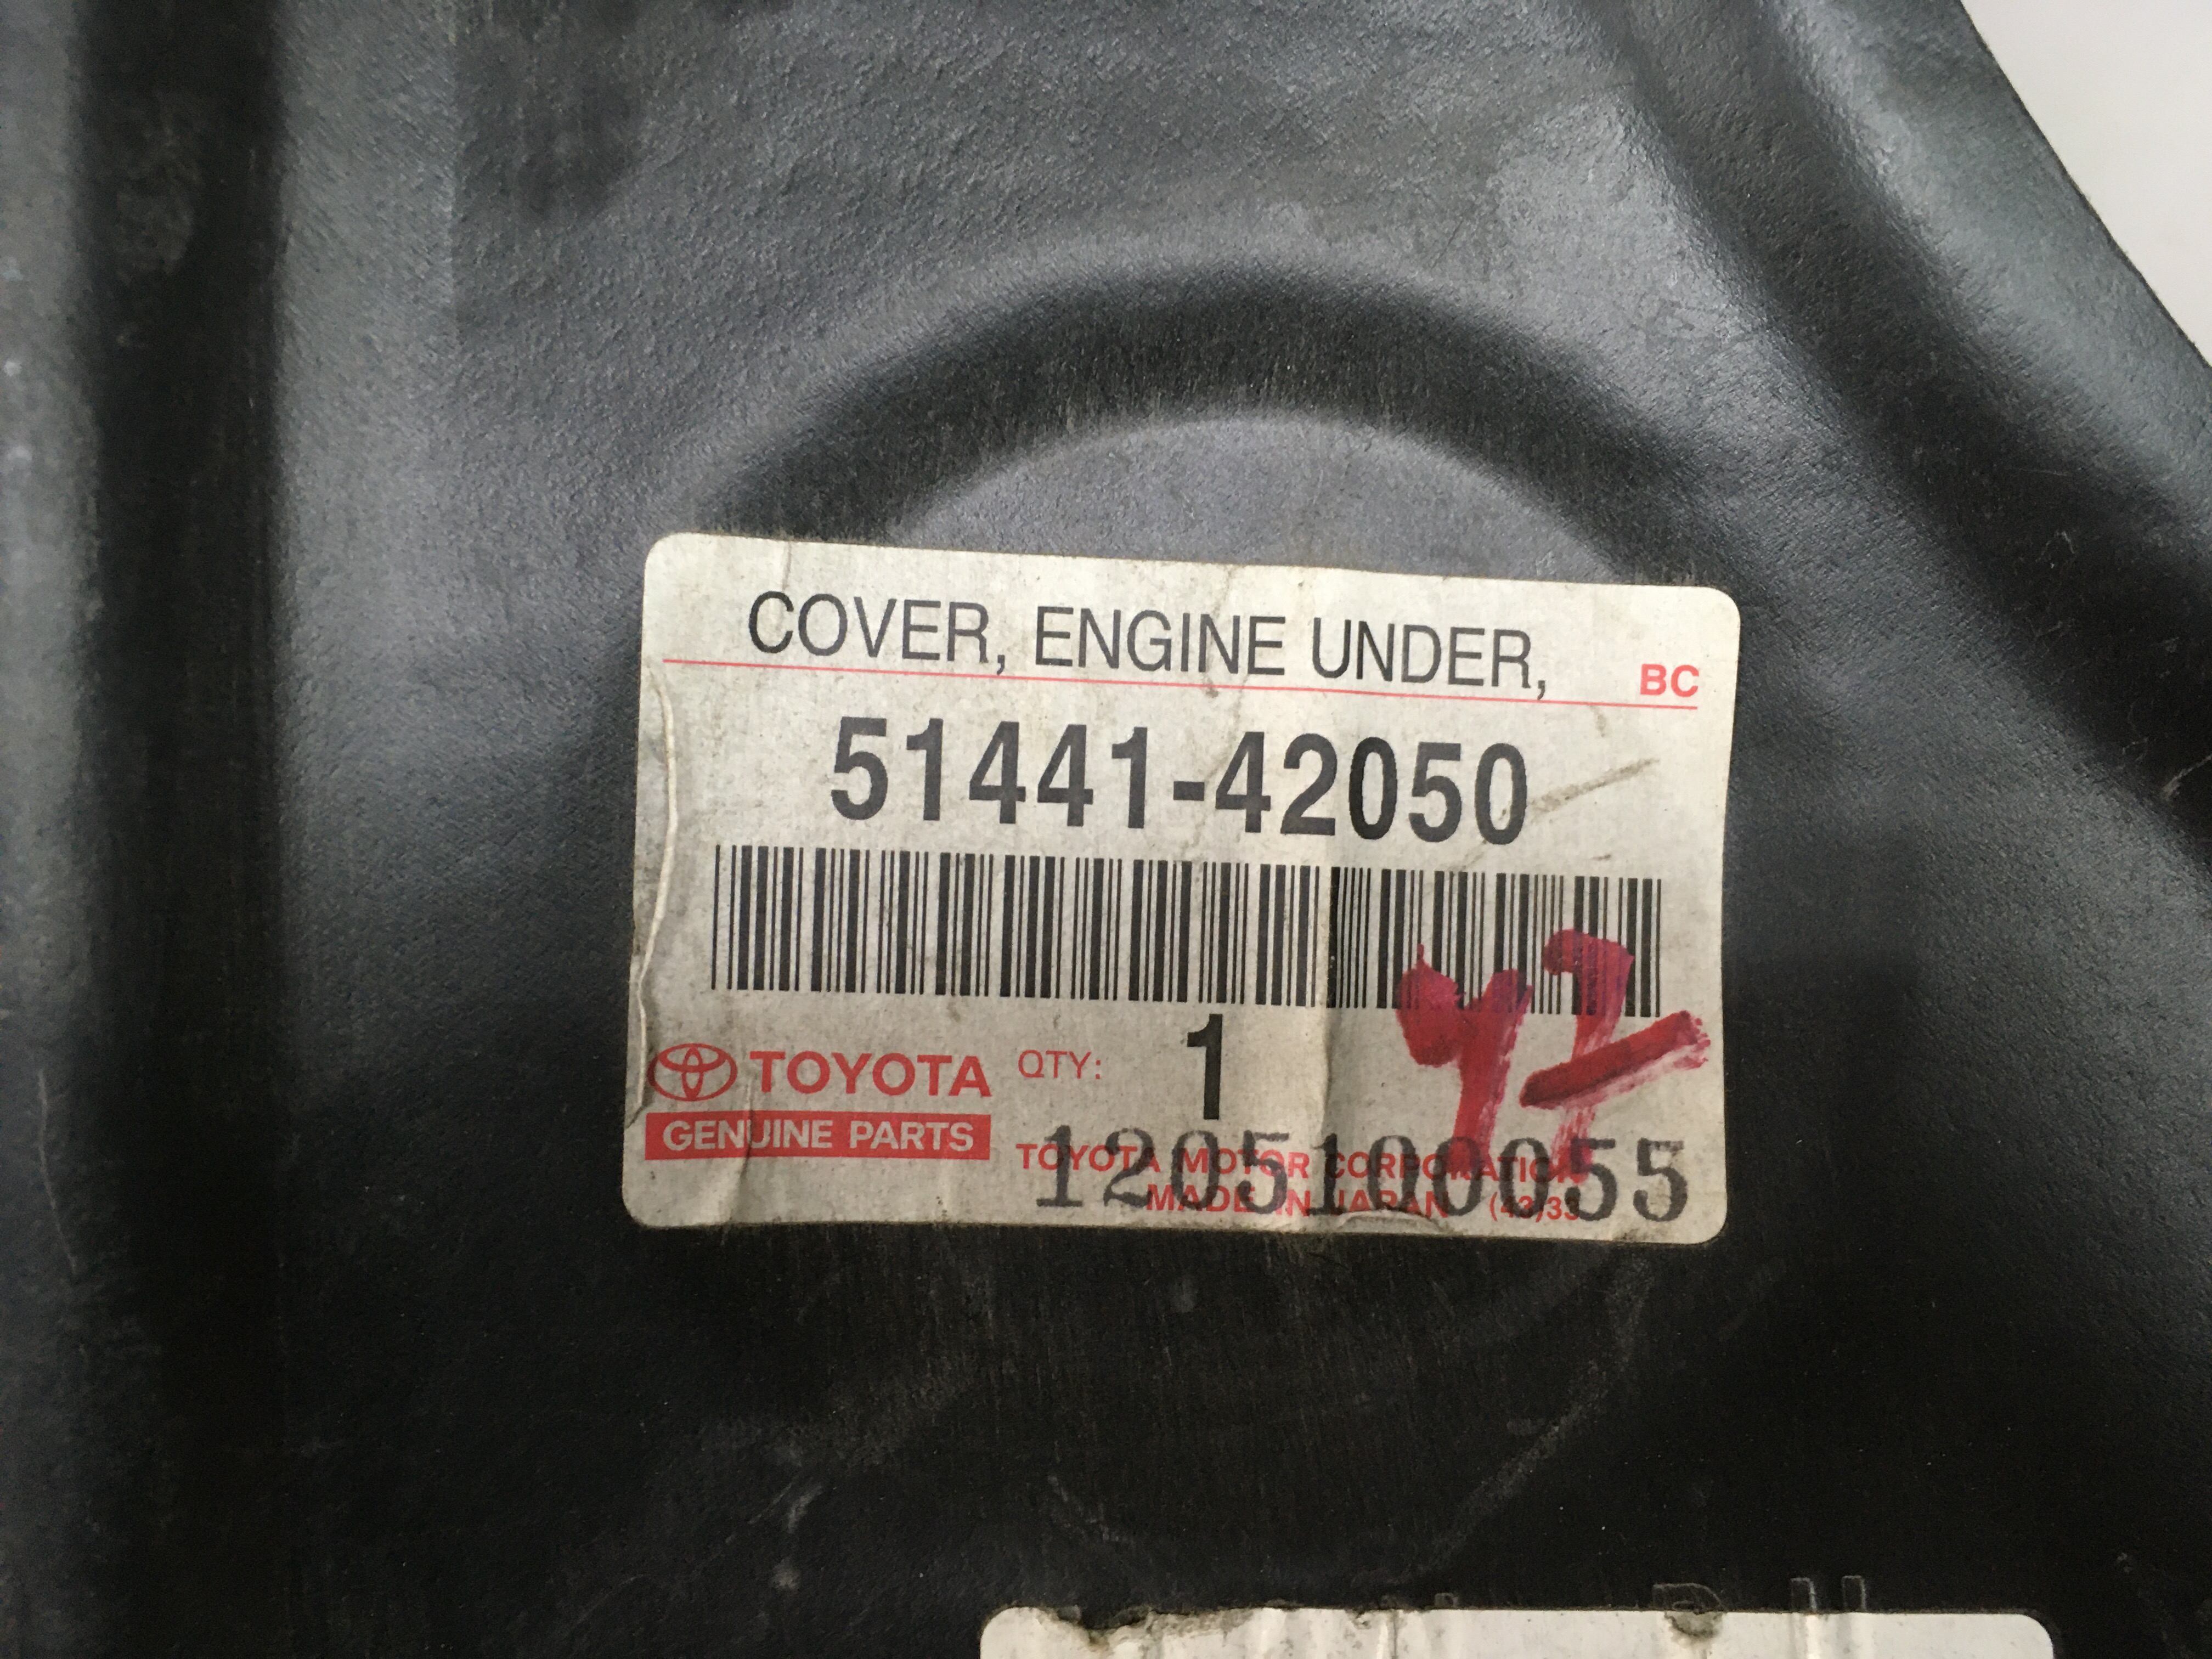 COVER, ENGINE UNDER,
BC
51441-42050
TOYOTA QTY: 1
GENUINE PARTS
TOYOTA MOTOR CORPORATION
1205100055
MADE IN JAPAN